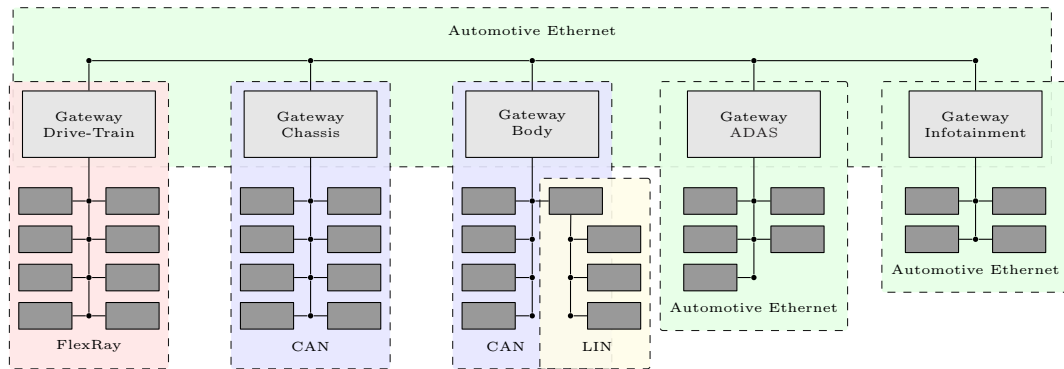 Automotive Ethernet
Gateway
Drive-Train
Gateway
Chassis
Gateway
Body
Gateway
ADAS
Gateway
Infotainment
Automotive Ethernet
Automotive Ethernet
FlexRay
CAN
CAN
LIN